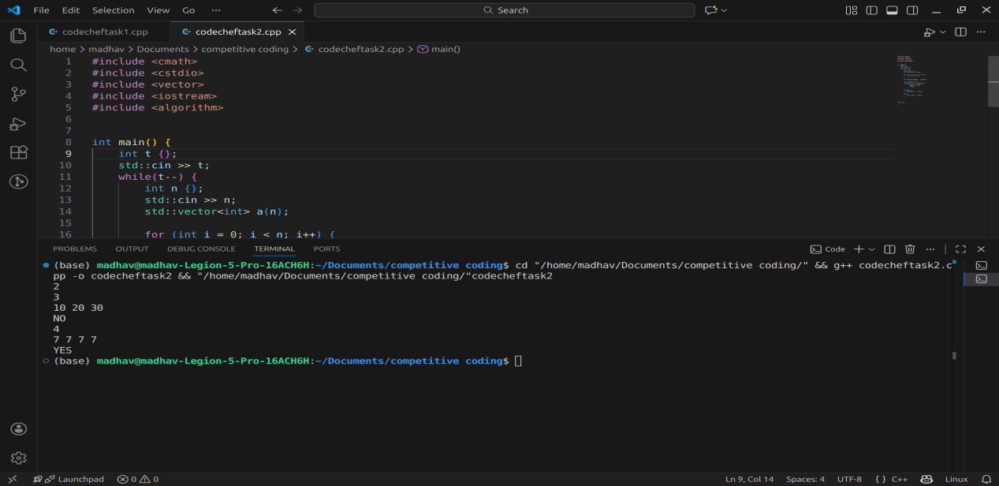 File Edit Selection View Go ··· Search
codecheftask1.cpp codecheftask2.cpp
home > madhav > Documents > competitive coding > codecheftask2.cpp > main()
1 #include <cmath>
2 #include <cstdio>
3 #include <vector>
4 #include <iostream>
5 #include <algorithm>
6
7
8 int main() {
9 int t {};
10 std::cin >> t;
11 while(t--) {
12 int n {};
13 std::cin >> n;
14 std::vector<int> a(n);
15
16 for (int i = 0; i < n; i++) {
PROBLEMS OUTPUT DEBUG CONSOLE TERMINAL PORTS Code
(base) madhav@madhav-Legion-5-Pro-16ACH6H:~/Documents/competitive coding$ cd "/home/madhav/Documents/competitive coding/" && g++ codecheftask2.c
pp -o codecheftask2 && "/home/madhav/Documents/competitive coding/"codecheftask2
2
3
10 20 30
NO
4
7 7 7 7
YES
(base) madhav@madhav-Legion-5-Pro-16ACH6H:~/Documents/competitive coding$
Launchpad 0 0 Ln 9, Col 14 Spaces: 4 UTF-8 {} C++ Linux